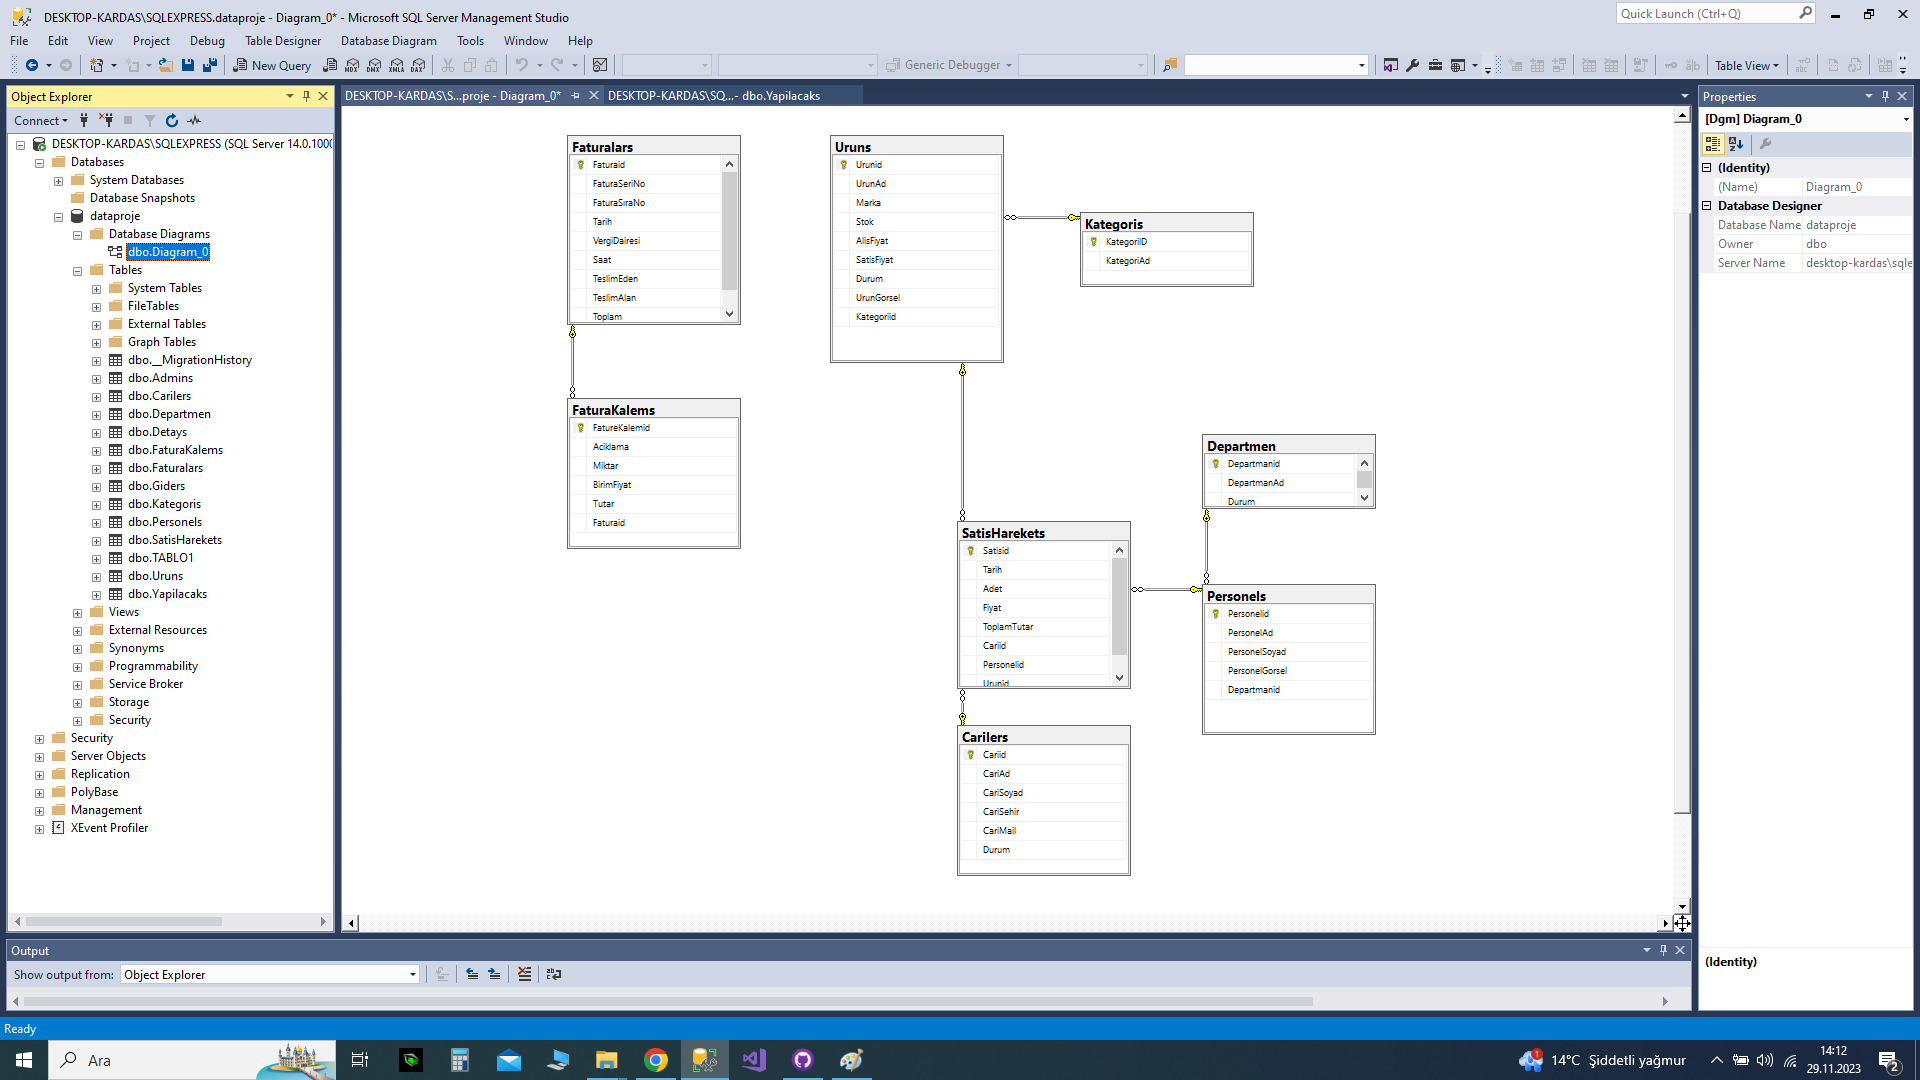 DESKTOP-KARDAS\SQLEXPRESS.dataproje - Diagram_0* - Microsoft SQL Server Management Studio
Quick Launch (Ctrl+Q)
File Edit View Project Debug Table Designer Database Diagram Tools Window Help
New Query MDX DMX XMLA DAX Generic Debugger Table View
Object Explorer
Connect
DESKTOP-KARDAS\SQLEXPRESS (SQL Server 14.0.100
Databases
System Databases
Database Snapshots
dataproje
Database Diagrams
dbo.Diagram_0
Tables
System Tables
FileTables
External Tables
Graph Tables
dbo.__MigrationHistory
dbo.Admins
dbo.Carilers
dbo.Departmen
dbo.Detays
dbo.FaturaKalems
dbo.Faturalars
dbo.Giders
dbo.Kategoris
dbo.Personels
dbo.SatisHarekets
dbo.TABLO1
dbo.Uruns
dbo.Yapilacaks
Views
External Resources
Synonyms
Programmability
Service Broker
Storage
Security
Security
Server Objects
Replication
PolyBase
Management
XEvent Profiler
DESKTOP-KARDAS\S...proje - Diagram_0*
DESKTOP-KARDAS\SQ...- dbo.Yapilacaks
Faturalars
Faturaid
FaturaSeriNo
FaturaSıraNo
Tarih
VergiDairesi
Saat
TeslimEden
TeslimAlan
Toplam
FaturaKalems
FatureKalemid
Aciklama
Miktar
BirimFiyat
Tutar
Faturaid
Uruns
Urunid
UrunAd
Marka
Stok
AlisFiyat
SatisFiyat
Durum
UrunGorsel
Kategoriid
Kategoris
KategoriID
KategoriAd
SatisHarekets
Satisid
Tarih
Adet
Fiyat
ToplamTutar
Cariid
Personelid
Urunid
Departmen
Departmanid
DepartmanAd
Durum
Personels
Personelid
PersonelAd
PersonelSoyad
PersonelGorsel
Departmanid
Carilers
Cariid
CariAd
CariSoyad
CariSehir
CariMail
Durum
Properties
[Dgm] Diagram_0
(Identity)
(Name) Diagram_0
Database Designer
Database Name dataproje
Owner dbo
Server Name desktop-kardas\sqle
(Identity)
Output
Show output from: Object Explorer
Ready
Ara
1
14°C Şiddetli yağmur
14:12
29.11.2023
2